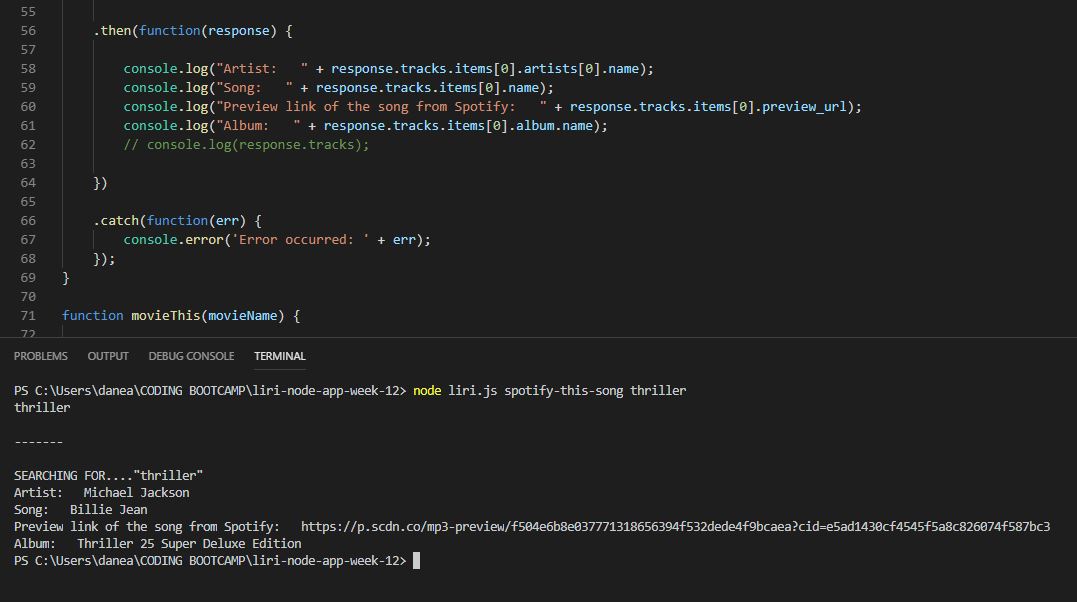 55
56 .then(function(response) {
57
58 console.log("Artist:   " + response.tracks.items[0].artists[0].name);
59 console.log("Song:   " + response.tracks.items[0].name);
60 console.log("Preview link of the song from Spotify:   " + response.tracks.items[0].preview_url);
61 console.log("Album:   " + response.tracks.items[0].album.name);
62 // console.log(response.tracks);
63
64 })
65
66 .catch(function(err) {
67 console.error('Error occurred: ' + err);
68 });
69 }
70
71 function movieThis(movieName) {
72
PROBLEMS OUTPUT DEBUG CONSOLE TERMINAL
PS C:\Users\danea\CODING BOOTCAMP\liri-node-app-week-12> node liri.js spotify-this-song thriller
thriller
-------
SEARCHING FOR...."thriller"
Artist:   Michael Jackson
Song:   Billie Jean
Preview link of the song from Spotify:   https://p.scdn.co/mp3-preview/f504e6b8e037771318656394f532dede4f9bcaea?cid=e5ad1430cf4545f5a8c826074f587bc3
Album:   Thriller 25 Super Deluxe Edition
PS C:\Users\danea\CODING BOOTCAMP\liri-node-app-week-12>